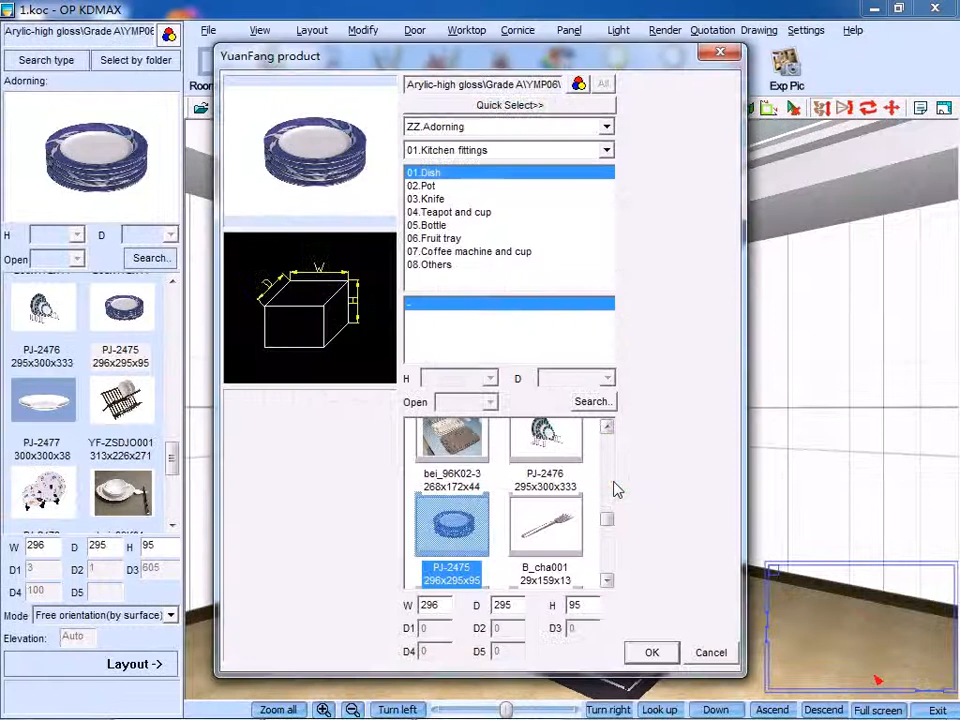 1.koc - OP KDMAX
Arylic-high gloss\Grade A\YMP06
File View Layout Modify Door Worktop Cornice Panel Light Render Quotation Drawing Settings Help
Search type
Select by folder
Adorning:
H
D
Open
Search..
PJ-2476
295x300x333
PJ-2475
296x295x95
PJ-2477
300x300x38
YF-ZSDJO001
313x226x271
W 296 D 295 H 95
D1 3 D2 1 D3 605
D4 100 D5
Mode Free orientation(by surface)
Elevation: Auto
Layout ->
YuanFang product
Arylic-high gloss\Grade A\YMP06\
All
Quick Select>>
ZZ.Adorning
01.Kitchen fittings
01.Dish
02.Pot
03.Knife
04.Teapot and cup
05.Bottle
06.Fruit tray
07.Coffee machine and cup
08.Others
D W H
H
D
Open
Search..
bei_96K02-3
268x172x44
PJ-2476
295x300x333
PJ-2475
296x295x95
B_cha001
29x159x13
W 296 D 295 H 95
D1 0 D2 0 D3 0
D4 0 D5 0
OK
Cancel
Exp Pic
Zoom all
Turn left
Turn right
Look up
Down
Ascend
Descend
Full screen
Exit